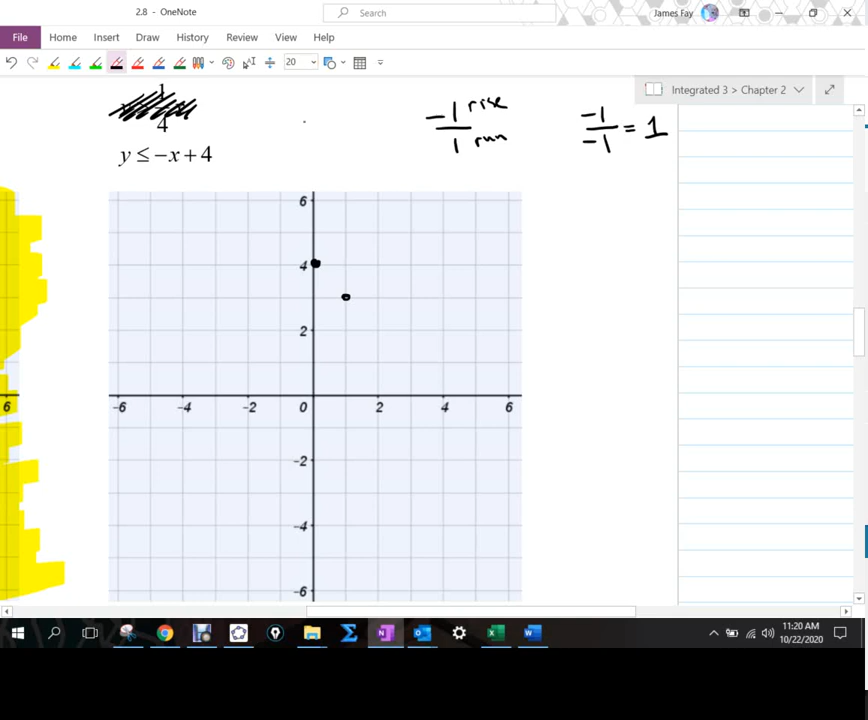 2.8 - OneNote
Search
James Fay
File Home Insert Draw History Review View Help
20
Integrated 3 > Chapter 2
4
y ≤ −x + 4
-1 rise
1 run
-1
-1 = 1
6
4
2
-6 -4 -2 0 2 4 6
-2
-4
-6
6
11:20 AM
10/22/2020